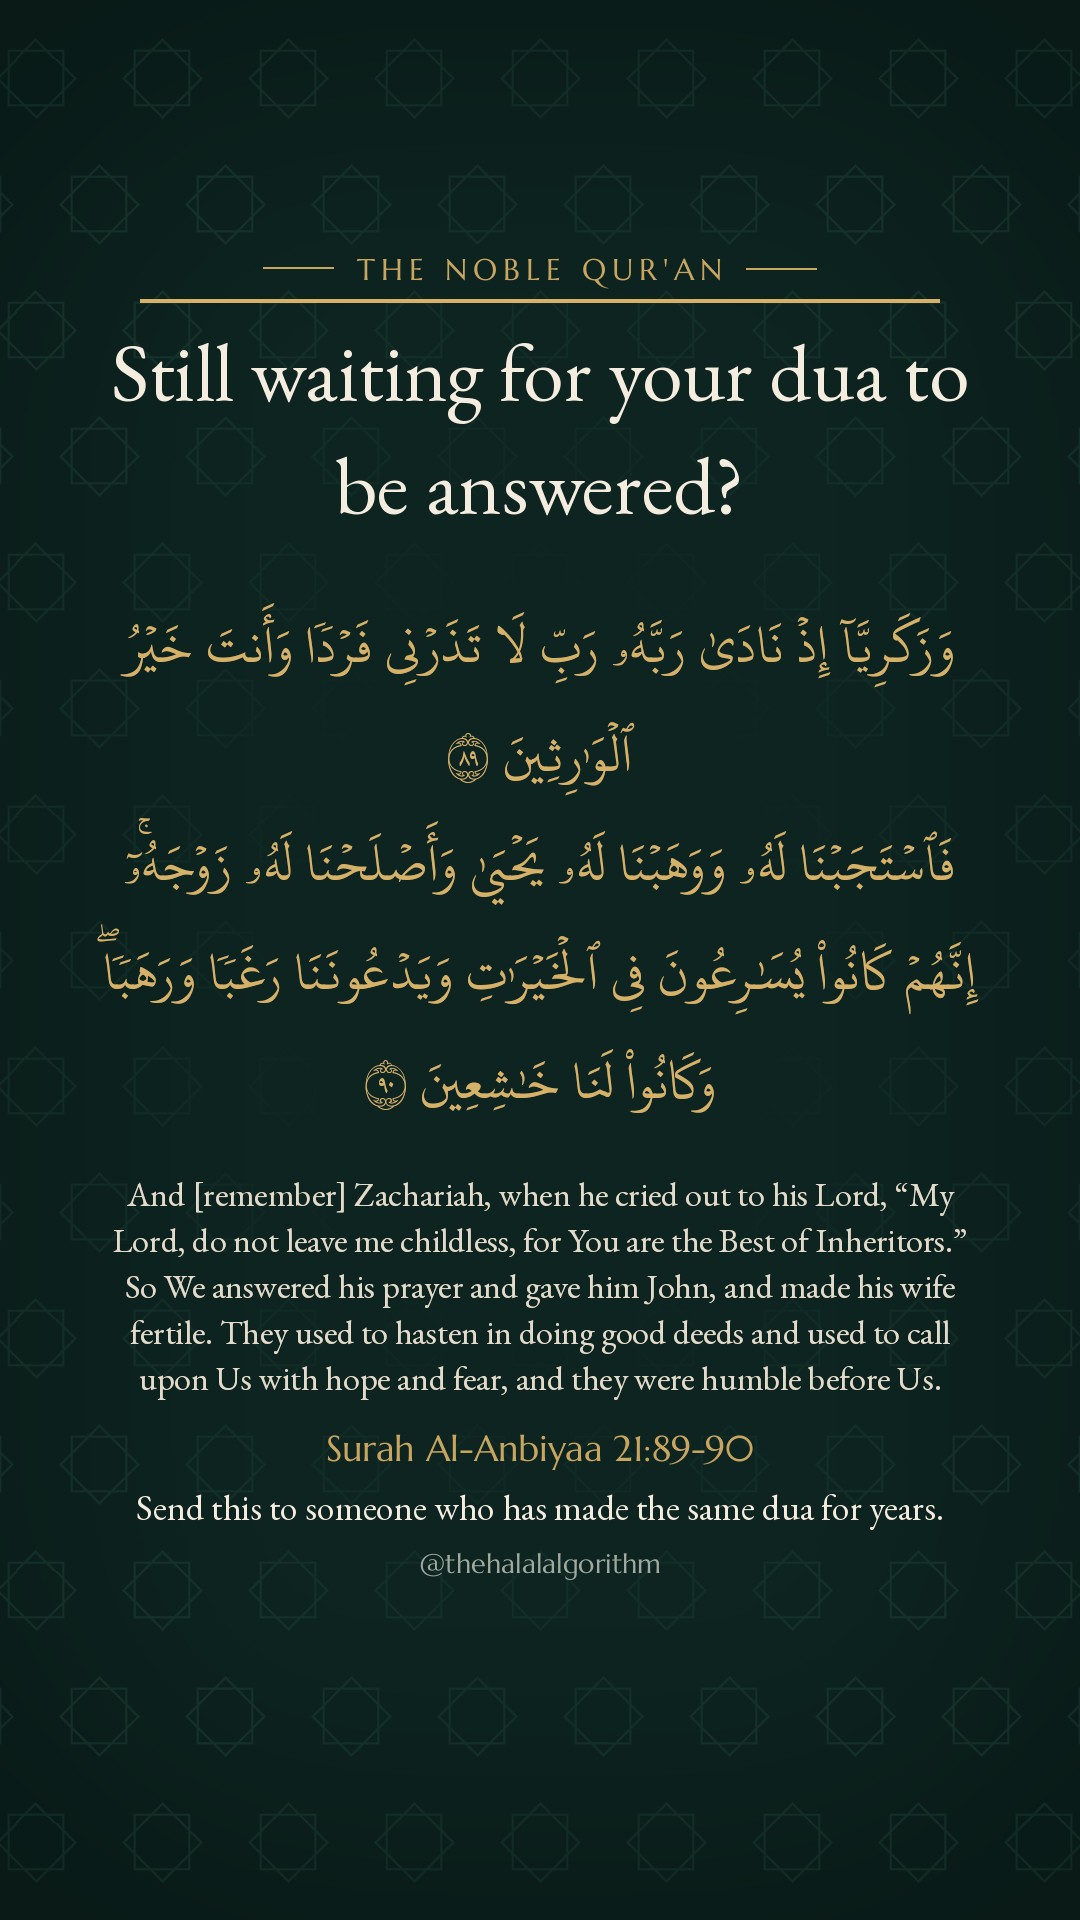 THE NOBLE QUR'AN
Still waiting for your dua to
be answered?
وَزَكَرِيَّآ إِذْ نَادَىٰ رَبَّهُۥ رَبِّ لَا تَذَرْنِى فَرْدًا وَأَنتَ خَيْرُ
ٱلْوَٰرِثِينَ ٨٩
فَٱسْتَجَبْنَا لَهُۥ وَوَهَبْنَا لَهُۥ يَحْيَىٰ وَأَصْلَحْنَا لَهُۥ زَوْجَهُۥٓ ۚ
إِنَّهُمْ كَانُوا۟ يُسَـٰرِعُونَ فِى ٱلْخَيْرَٰتِ وَيَدْعُونَنَا رَغَبًا وَرَهَبًا ۖ
وَكَانُوا۟ لَنَا خَـٰشِعِينَ ٩٠
And [remember] Zachariah, when he cried out to his Lord, “My
Lord, do not leave me childless, for You are the Best of Inheritors.”
So We answered his prayer and gave him John, and made his wife
fertile. They used to hasten in doing good deeds and used to call
upon Us with hope and fear, and they were humble before Us.
Surah Al-Anbiyaa 21:89-90
Send this to someone who has made the same dua for years.
@thehalalalgorithm